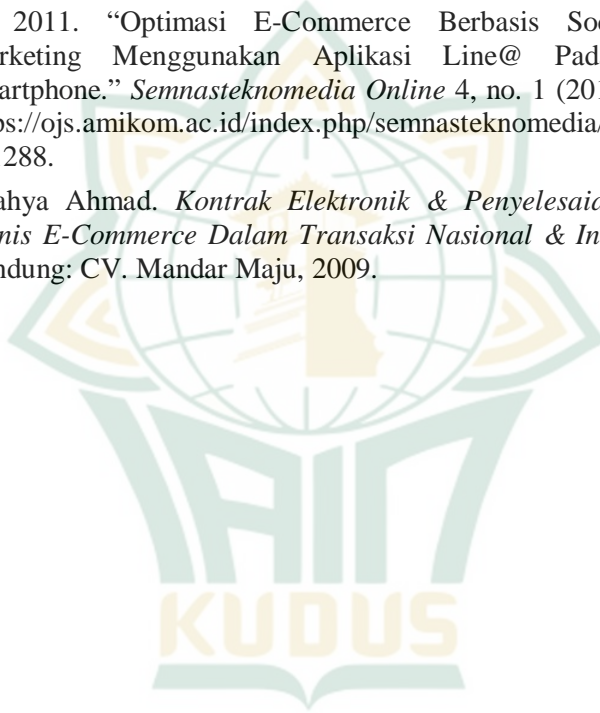 2011. “Optimasi E-Commerce Berbasis Soc
rketing Menggunakan Aplikasi Line@ Pad
artphone.” Semnasteknomedia Online 4, no. 1 (201
ps://ojs.amikom.ac.id/index.php/semnasteknomedia/
288.
ahya Ahmad. Kontrak Elektronik & Penyelesaia
nis E-Commerce Dalam Transaksi Nasional & In
ndung: CV. Mandar Maju, 2009.
IAIN
KUDUS